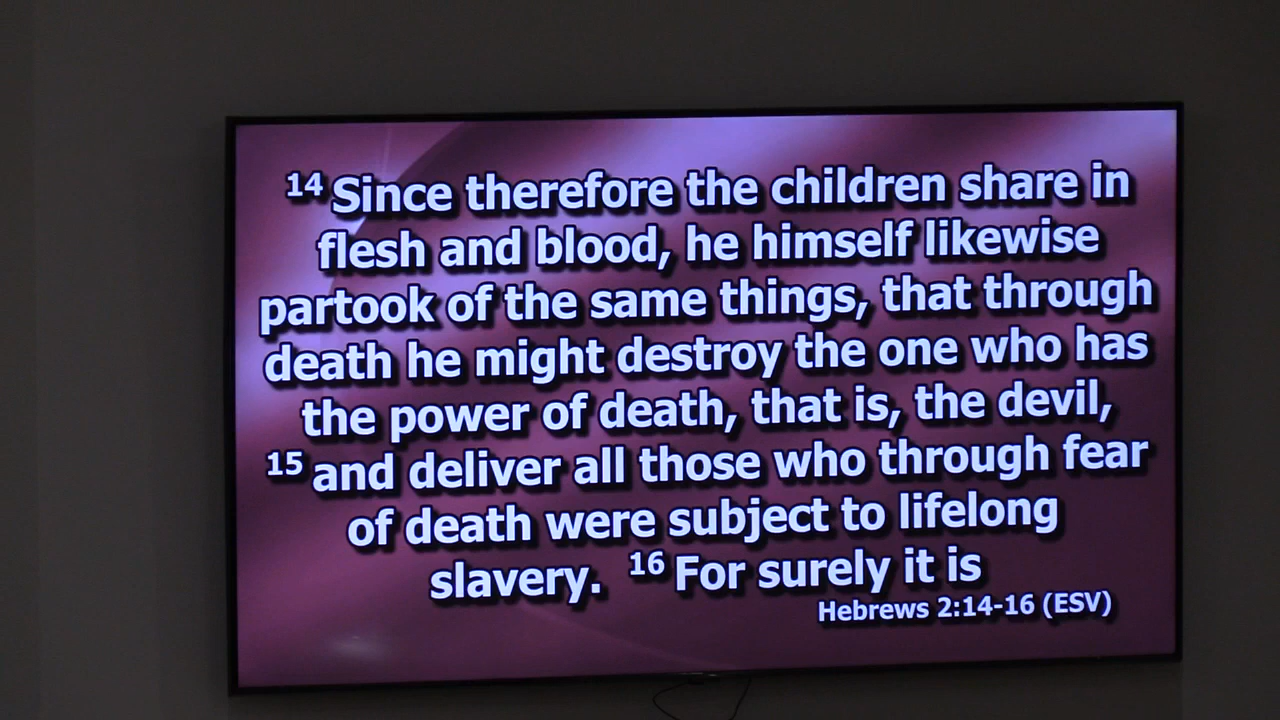 14 Since therefore the children share in
flesh and blood, he himself likewise
partook of the same things, that through
death he might destroy the one who has
the power of death, that is, the devil,
15 and deliver all those who through fear
of death were subject to lifelong
slavery. 16 For surely it is
Hebrews 2:14-16 (ESV)